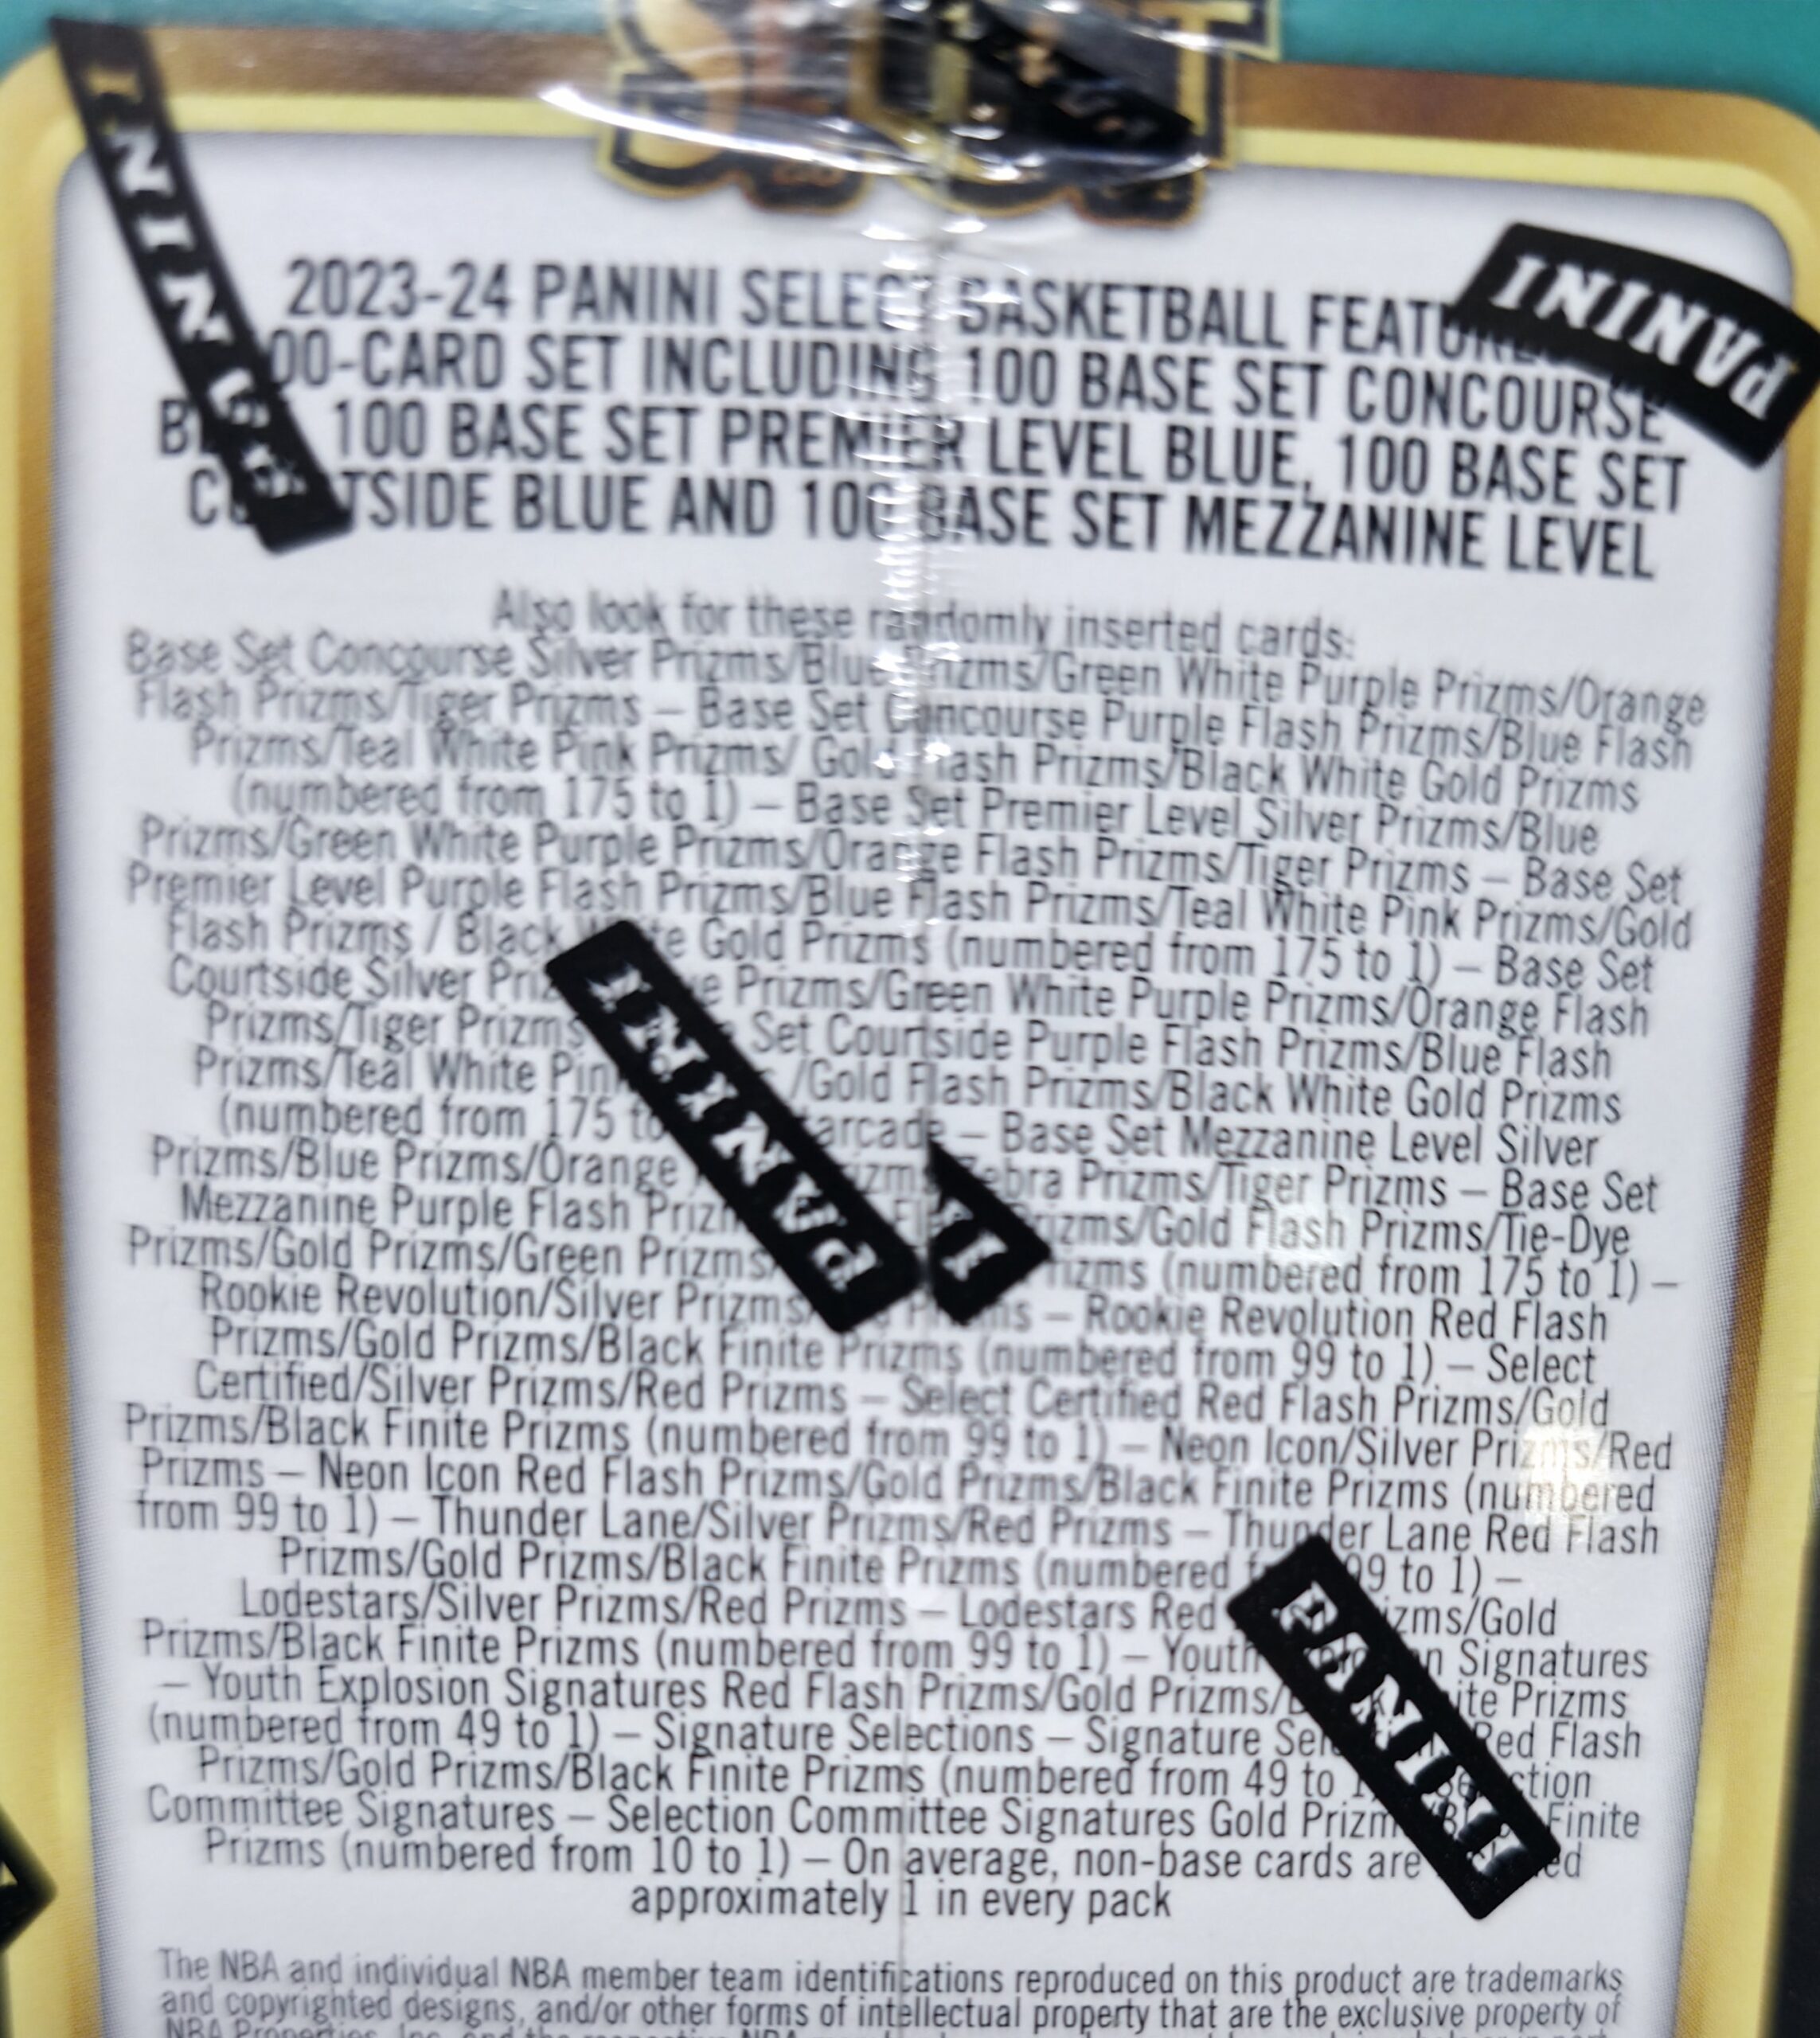 PANINI
PANINI
2023-24 PANINI SELECT BASKETBALL
00-CARD SET INCLUDING 100 BASE SET CONCOURSE
100 BASE SET PREMIER LEVEL BLUE, 100 BASE SET
TSIDE BLUE AND 100 BASE SET MEZZANINE LEVEL
Also look for these randomly inserted cards:
Base Set Concourse Silver Prizms/Blue Prizms/Green White Purple Prizms/Orange
Flash Prizms/Tiger Prizms – Base Set Concourse Purple Flash Prizms/Blue Flash
Prizms/Teal White Pink Prizms/ Gold Flash Prizms/Black White Gold Prizms
(numbered from 175 to 1) – Base Set Premier Level Silver Prizms/Blue
Prizms/Green White Purple Prizms/Orange Flash Prizms/Tiger Prizms – Base Set
Premier Level Purple Flash Prizms/Blue Flash Prizms/Teal White Pink Prizms/Gold
Flash Prizms / Black Gold Prizms (numbered from 175 to 1) – Base Set
Courtside Silver Prizms/Green White Purple Prizms/Orange Flash
Prizms/Tiger Prizms Set Courtside Purple Flash Prizms/Blue Flash
Prizms/Teal White Pink /Gold Flash Prizms/Black White Gold Prizms
(numbered from 175 to – Base Set Mezzanine Level Silver
Prizms/Blue Prizms/Orange Zebra Prizms/Tiger Prizms – Base Set
Mezzanine Purple Flash Prizms/Gold Flash Prizms/Tie-Dye
Prizms/Gold Prizms/Green Prizms/ Prizms (numbered from 175 to 1) –
Rookie Revolution/Silver Prizms/ – Rookie Revolution Red Flash
Prizms/Gold Prizms/Black Finite Prizms (numbered from 99 to 1) – Select
Certified/Silver Prizms/Red Prizms – Select Certified Red Flash Prizms/Gold
Prizms/Black Finite Prizms (numbered from 99 to 1) – Neon Icon/Silver Prizms/Red
Prizms – Neon Icon Red Flash Prizms/Gold Prizms/Black Finite Prizms (numbered
from 99 to 1) – Thunder Lane/Silver Prizms/Red Prizms – Thunder Lane Red Flash
Prizms/Gold Prizms/Black Finite Prizms (numbered 99 to 1) –
Lodestars/Silver Prizms/Red Prizms – Lodestars Red Prizms/Gold
Prizms/Black Finite Prizms (numbered from 99 to 1) – Youth Signatures
– Youth Explosion Signatures Red Flash Prizms/Gold Prizms/ Prizms
(numbered from 49 to 1) – Signature Selections – Signature Red Flash
Prizms/Gold Prizms/Black Finite Prizms (numbered from 49 to
Committee Signatures – Selection Committee Signatures Gold Finite
Prizms (numbered from 10 to 1) – On average, non-base cards are
approximately 1 in every pack
PANINI
PANINI
The NBA and individual NBA member team identifications reproduced on this product are trademarks
and copyrighted designs, and/or other forms of intellectual property that are the exclusive property of